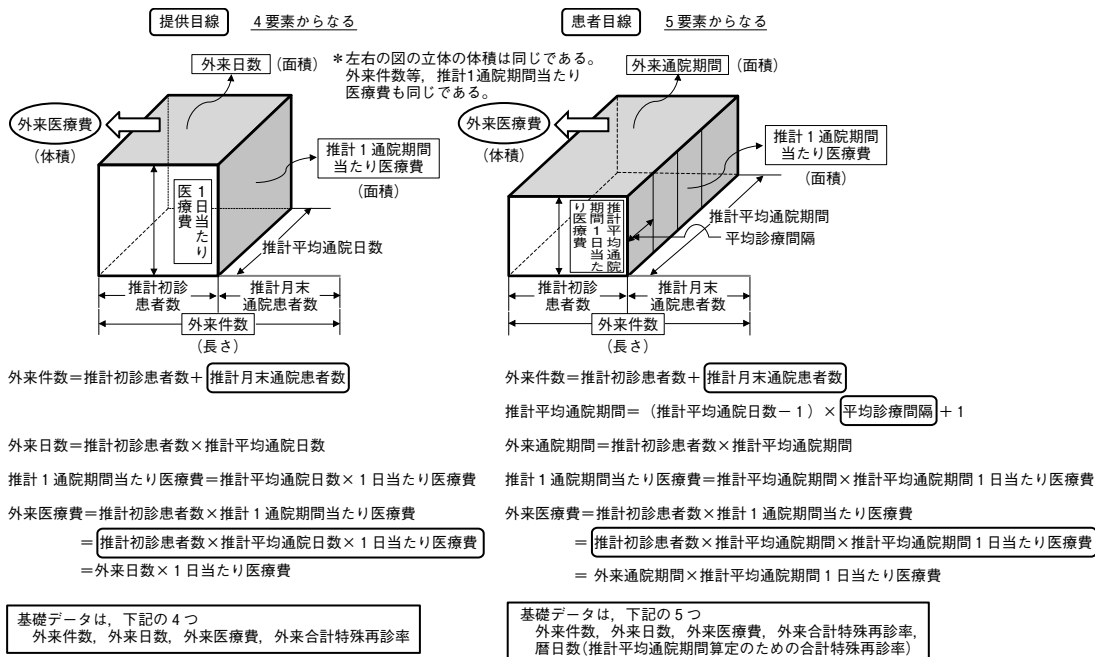 提供目線 4要素からなる
外来日数（面積）
＊左右の図の立体の体積は同じである。
外来件数等，推計1通院期間当たり
医療費も同じである。
外来医療費
（体積）
推計1通院期間
当たり医療費
（面積）
1日当たり
医療費
推計平均通院日数
推計初診
患者数
推計月末
通院患者数
外来件数
（長さ）
外来件数＝推計初診患者数＋推計月末通院患者数
外来日数＝推計初診患者数×推計平均通院日数
推計1通院期間当たり医療費＝推計平均通院日数×1日当たり医療費
外来医療費＝推計初診患者数×推計1通院期間当たり医療費
＝推計初診患者数×推計平均通院日数×1日当たり医療費
＝外来日数×1日当たり医療費
基礎データは，下記の4つ
外来件数，外来日数，外来医療費，外来合計特殊再診率
患者目線 5要素からなる
外来通院期間（面積）
外来医療費
（体積）
推計1通院期間
当たり医療費
（面積）
推計平均通院
期間1日当た
り医療費
推計平均通院期間
平均診療間隔
推計初診
患者数
推計月末
通院患者数
外来件数
（長さ）
外来件数＝推計初診患者数＋推計月末通院患者数
推計平均通院期間＝（推計平均通院日数－1）×平均診療間隔＋1
外来通院期間＝推計初診患者数×推計平均通院期間
推計1通院期間当たり医療費＝推計平均通院期間×推計平均通院期間1日当たり医療費
外来医療費＝推計初診患者数×推計1通院期間当たり医療費
＝推計初診患者数×推計平均通院期間×推計平均通院期間1日当たり医療費
＝外来通院期間×推計平均通院期間1日当たり医療費
基礎データは，下記の5つ
外来件数，外来日数，外来医療費，外来合計特殊再診率，
暦日数（推計平均通院期間算定のための合計特殊再診率）